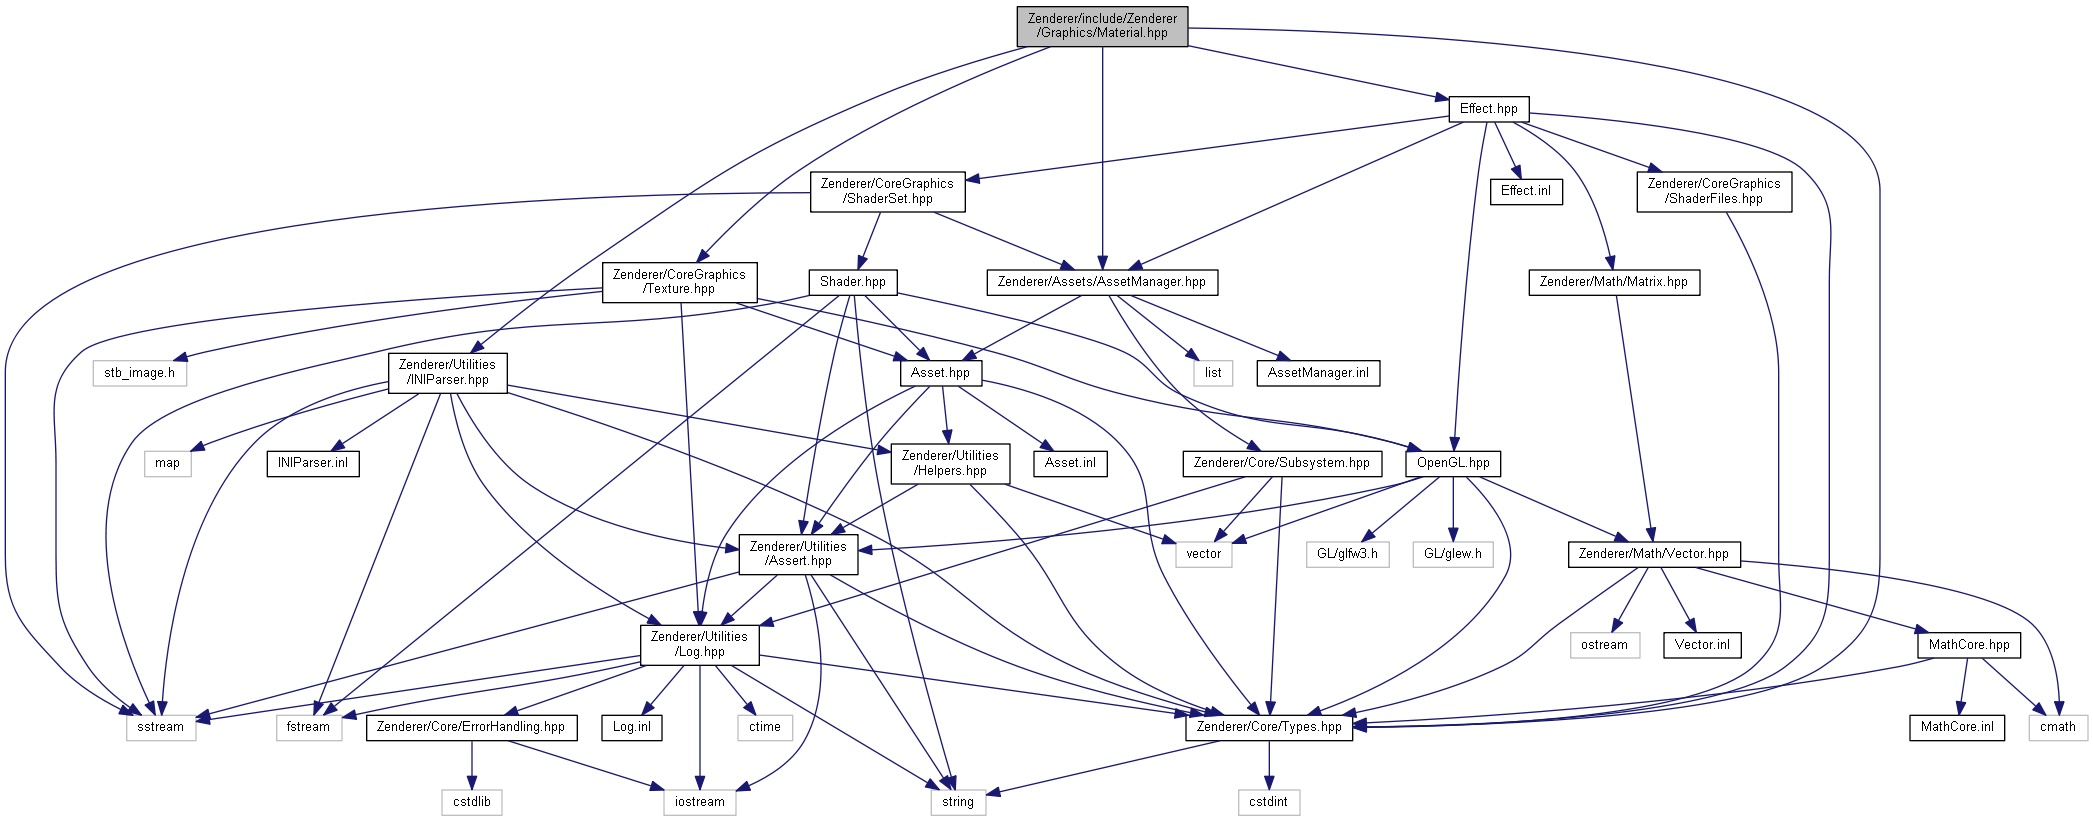 Zenderer/include/Zenderer
/Graphics/Material.hpp
Effect.hpp
Zenderer/CoreGraphics
/ShaderSet.hpp
Effect.inl
Zenderer/CoreGraphics
/ShaderFiles.hpp
Zenderer/CoreGraphics
/Texture.hpp
Shader.hpp
Zenderer/Assets/AssetManager.hpp
Zenderer/Math/Matrix.hpp
stb_image.h
Zenderer/Utilities
/INIParser.hpp
Asset.hpp
list
AssetManager.inl
map
INIParser.inl
Zenderer/Utilities
/Helpers.hpp
Asset.inl
Zenderer/Core/Subsystem.hpp
OpenGL.hpp
Zenderer/Utilities
/Assert.hpp
vector
GL/glfw3.h
GL/glew.h
Zenderer/Math/Vector.hpp
Zenderer/Utilities
/Log.hpp
ostream
Vector.inl
MathCore.hpp
sstream
fstream
Zenderer/Core/ErrorHandling.hpp
Log.inl
ctime
Zenderer/Core/Types.hpp
MathCore.inl
cmath
cstdlib
iostream
string
cstdint